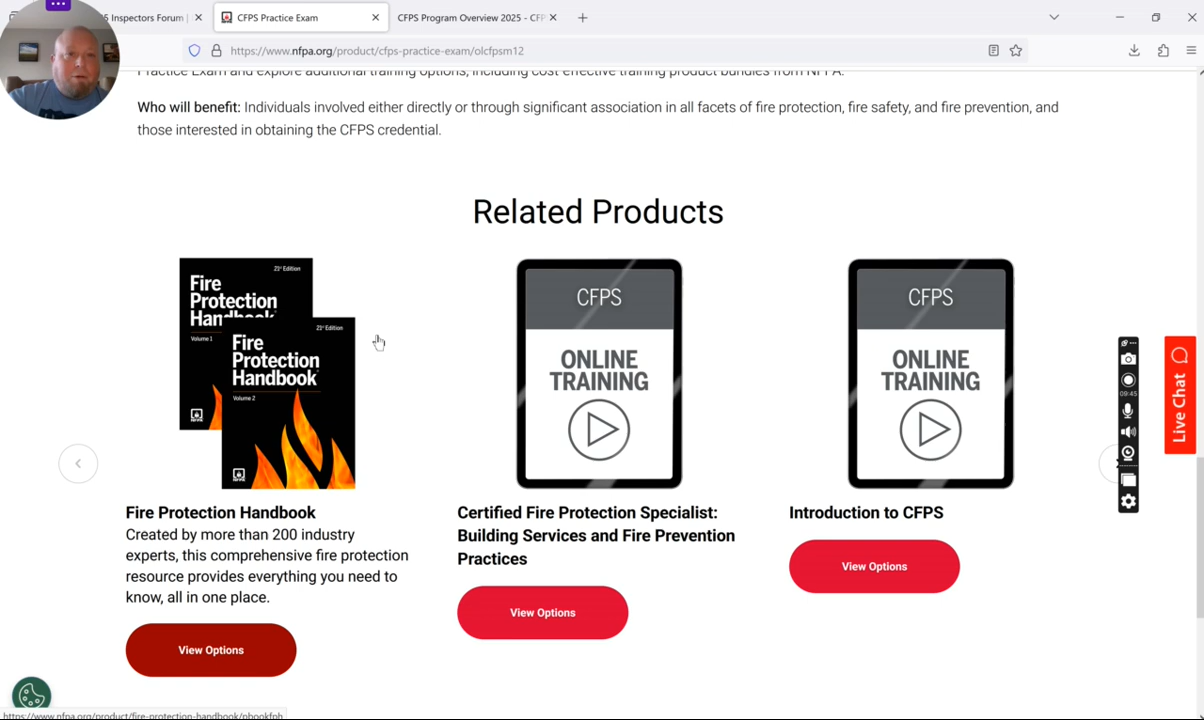 6 Inspectors Forum |
CFPS Practice Exam
CFPS Program Overview 2025 - CFP
https://www.nfpa.org/product/cfps-practice-exam/olcfpsm12
Practice Exam and explore additional training options, including cost effective training product bundles from NFPA.
Who will benefit: Individuals involved either directly or through significant association in all facets of fire protection, fire safety, and fire prevention, and
those interested in obtaining the CFPS credential.
Related Products
21st Edition
Fire
Protection
Handbook
Volume 1
21st Edition
Fire
Protection
Handbook
Volume 2
CFPS
ONLINE
TRAINING
CFPS
ONLINE
TRAINING
Fire Protection Handbook
Created by more than 200 industry
experts, this comprehensive fire protection
resource provides everything you need to
know, all in one place.
View Options
Certified Fire Protection Specialist:
Building Services and Fire Prevention
Practices
View Options
Introduction to CFPS
View Options
09:45
Live Chat
https://www.nfpa.org/product/fire-protection-handbook/pbookfph